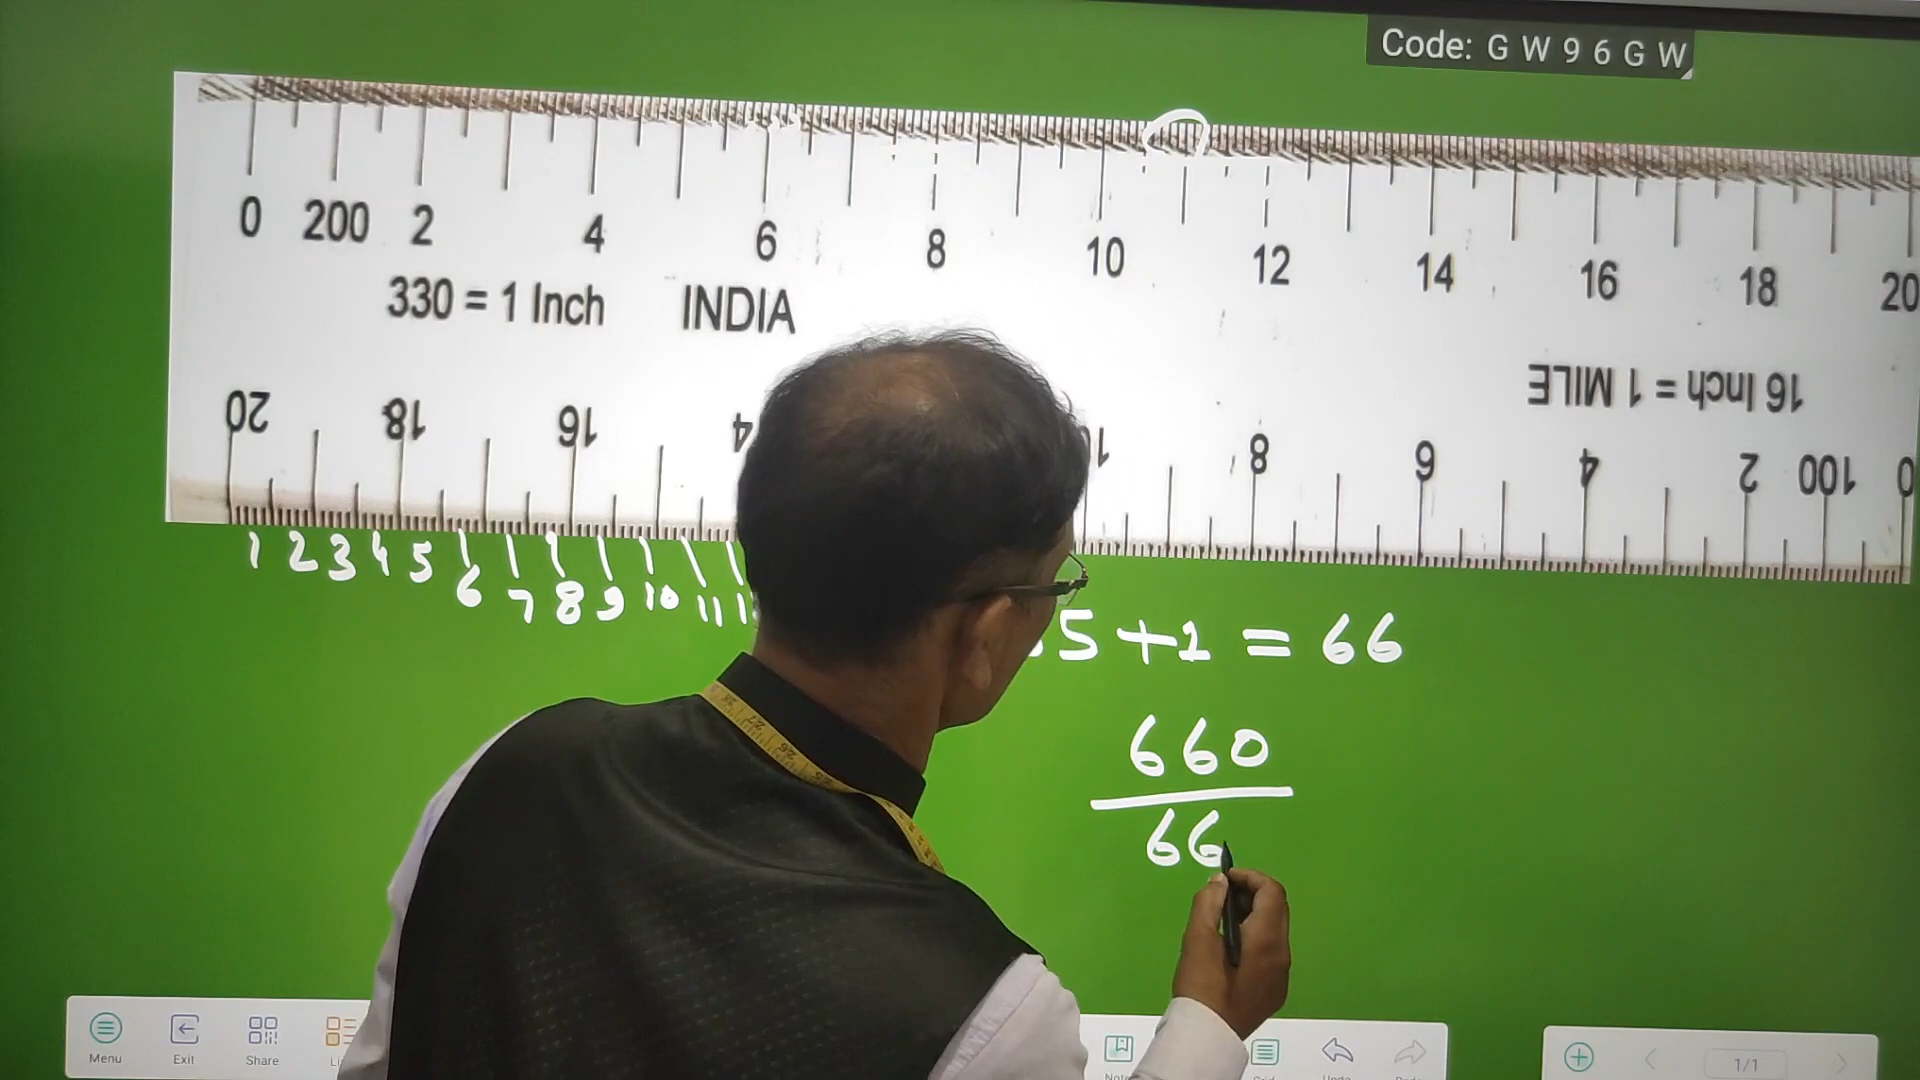 Code: G W 9 6 G W
0 200 2 4 6 8 10 12 14 16 18 20
330 = 1 Inch INDIA
16 Inch = 1 MILE
20 18 16 8 6 4 2 100 0
1 2 3 4 5
6 7 8 9 10 11
5 + 1 = 66
660
66
Menu Exit Share
1/1